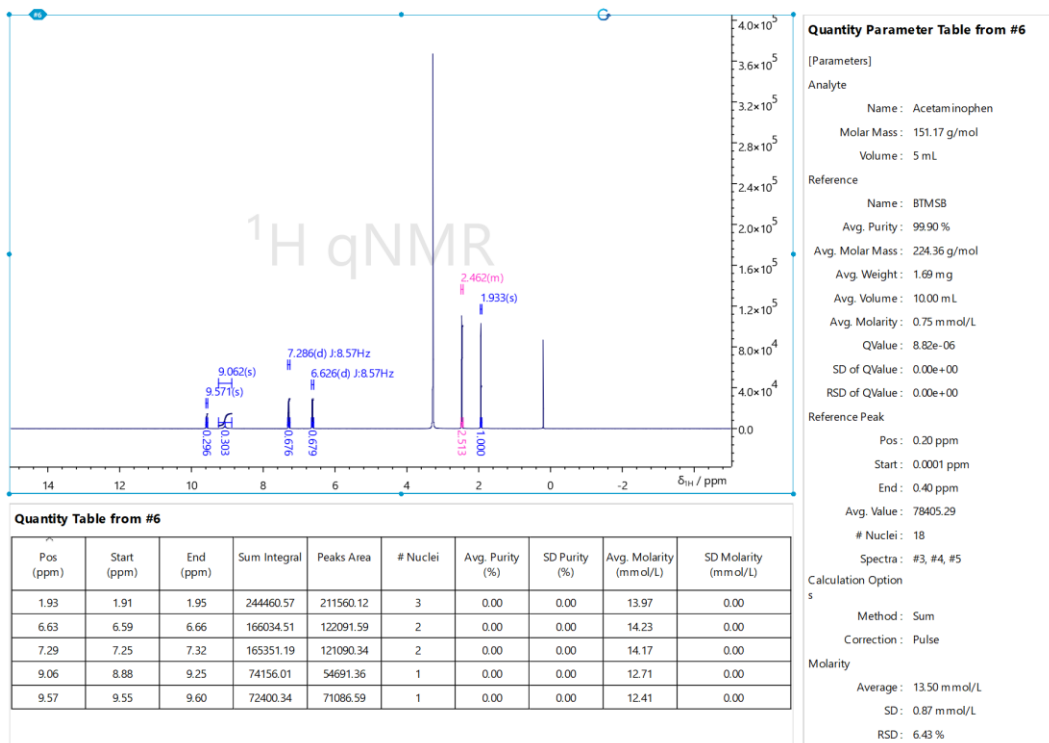 #6
4.0×10⁵
3.6×10⁵
3.2×10⁵
2.8×10⁵
2.4×10⁵
2.0×10⁵
1.6×10⁵
1.2×10⁵
8.0×10⁴
4.0×10⁴
0.0
¹H qNMR
2.462(m)
1.933(s)
7.286(d) J:8.57Hz
9.062(s)
6.626(d) J:8.57Hz
9.571(s)
0.296
0.303
0.676
0.679
2.513
1.000
14 12 10 8 6 4 2 0 -2 δ1H / ppm
Quantity Table from #6
Pos (ppm) Start (ppm) End (ppm) Sum Integral Peaks Area # Nuclei Avg. Purity (%) SD Purity (%) Avg. Molarity (mmol/L) SD Molarity (mmol/L)
1.93 1.91 1.95 244460.57 211560.12 3 0.00 0.00 13.97 0.00
6.63 6.59 6.66 166034.51 122091.59 2 0.00 0.00 14.23 0.00
7.29 7.25 7.32 165351.19 121090.34 2 0.00 0.00 14.17 0.00
9.06 8.88 9.25 74156.01 54691.36 1 0.00 0.00 12.71 0.00
9.57 9.55 9.60 72400.34 71086.59 1 0.00 0.00 12.41 0.00
Quantity Parameter Table from #6
[Parameters]
Analyte
Name : Acetaminophen
Molar Mass : 151.17 g/mol
Volume : 5 mL
Reference
Name : BTMSB
Avg. Purity : 99.90 %
Avg. Molar Mass : 224.36 g/mol
Avg. Weight : 1.69 mg
Avg. Volume : 10.00 mL
Avg. Molarity : 0.75 mmol/L
QValue : 8.82e-06
SD of QValue : 0.00e+00
RSD of QValue : 0.00e+00
Reference Peak
Pos : 0.20 ppm
Start : 0.0001 ppm
End : 0.40 ppm
Avg. Value : 78405.29
# Nuclei : 18
Spectra : #3, #4, #5
Calculation Option
s
Method : Sum
Correction : Pulse
Molarity
Average : 13.50 mmol/L
SD : 0.87 mmol/L
RSD : 6.43 %